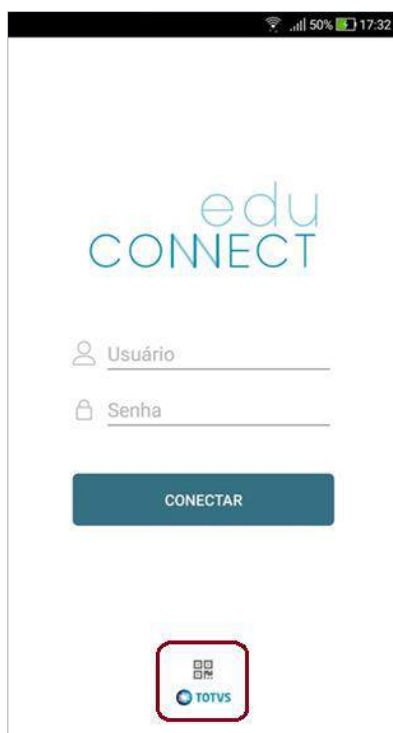 50% 17:32
edu
CONNECT
Usuário
Senha
CONECTAR
TOTVS